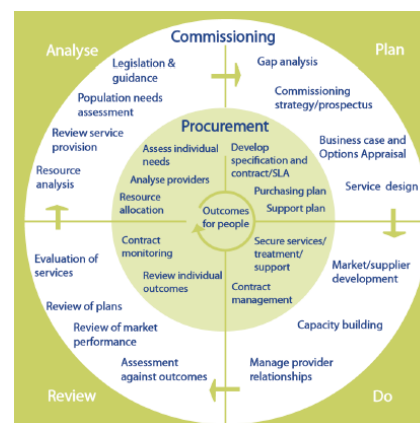 Analyse
Commissioning
Plan
Legislation &
guidance
Population needs
assessment
Review service
provision
Resource
analysis
Gap analysis
Commissioning
strategy/prospectus
Business case and
Options Appraisal
Service design
Procurement
Assess individual
needs
Analyse providers
Resource
allocation
Develop
specification and
contract/SLA
Purchasing plan
Support plan
Outcomes
for people
Contract
monitoring
Review individual
outcomes
Secure services/
treatment/
support
Contract
management
Evaluation of
services
Review of plans
Review of market
performance
Assessment
against outcomes
Market/supplier
development
Capacity building
Manage provider
relationships
Review
Do